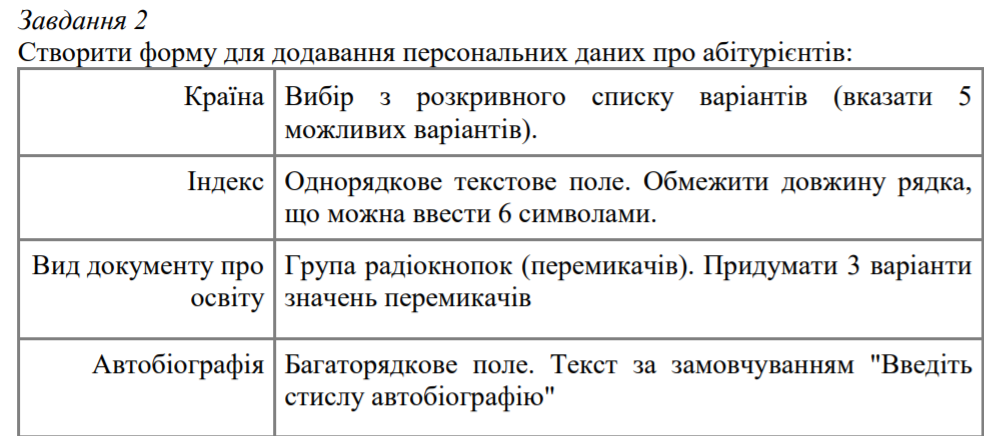 Завдання 2
Створити форму для додавання персональних даних про абітурієнтів:
Країна
Вибір з розкривного списку варіантів (вказати 5
можливих варіантів).
Індекс
Однорядкове текстове поле. Обмежити довжину рядка,
що можна ввести 6 символами.
Вид документу про
освіту
Група радіокнопок (перемикачів). Придумати 3 варіанти
значень перемикачів
Автобіографія
Багаторядкове поле. Текст за замовчуванням "Введіть
стислу автобіографію"